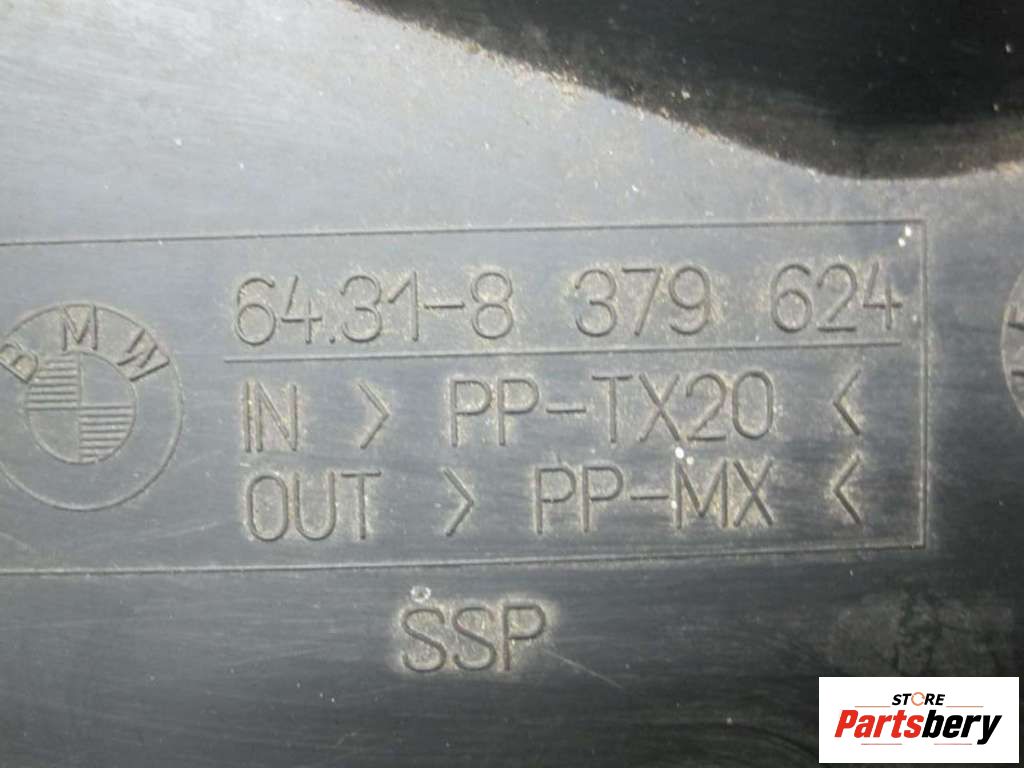 BMW
64.31-8 379 624
IN > PP-TX20 <
OUT > PP-MX <
SSP
STORE
Partsbery